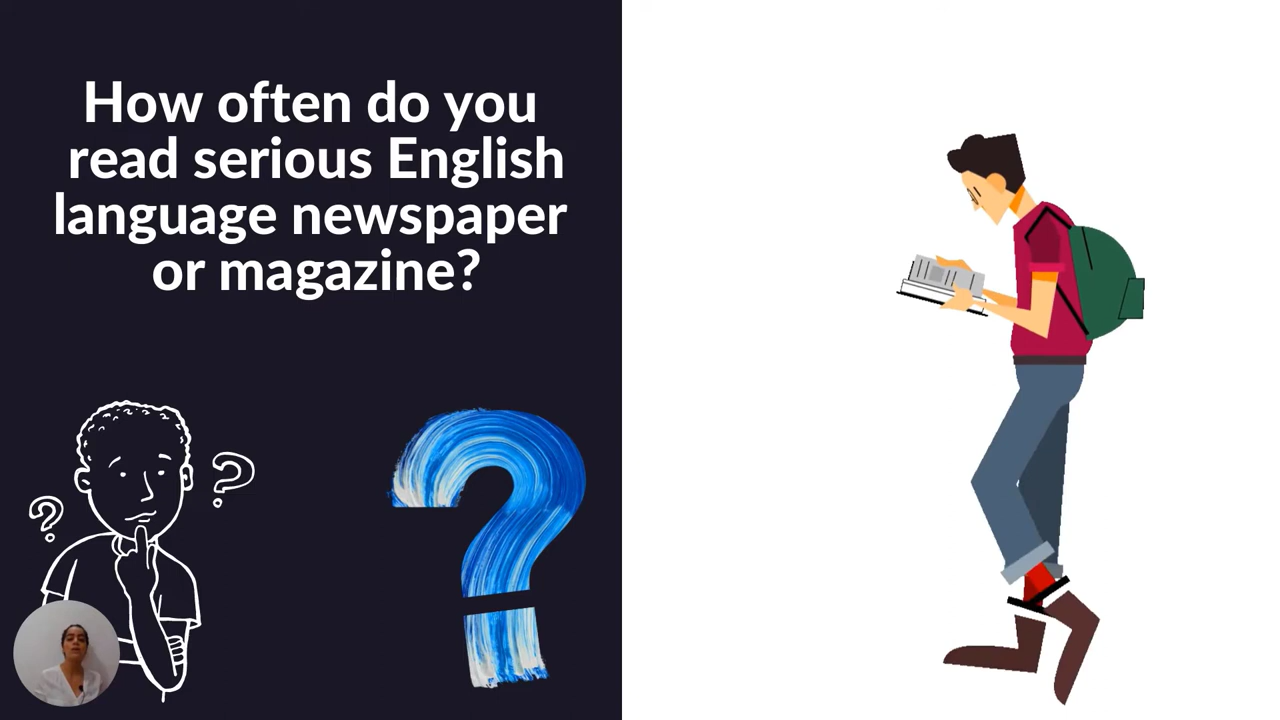 How often do you
read serious English
language newspaper
or magazine?